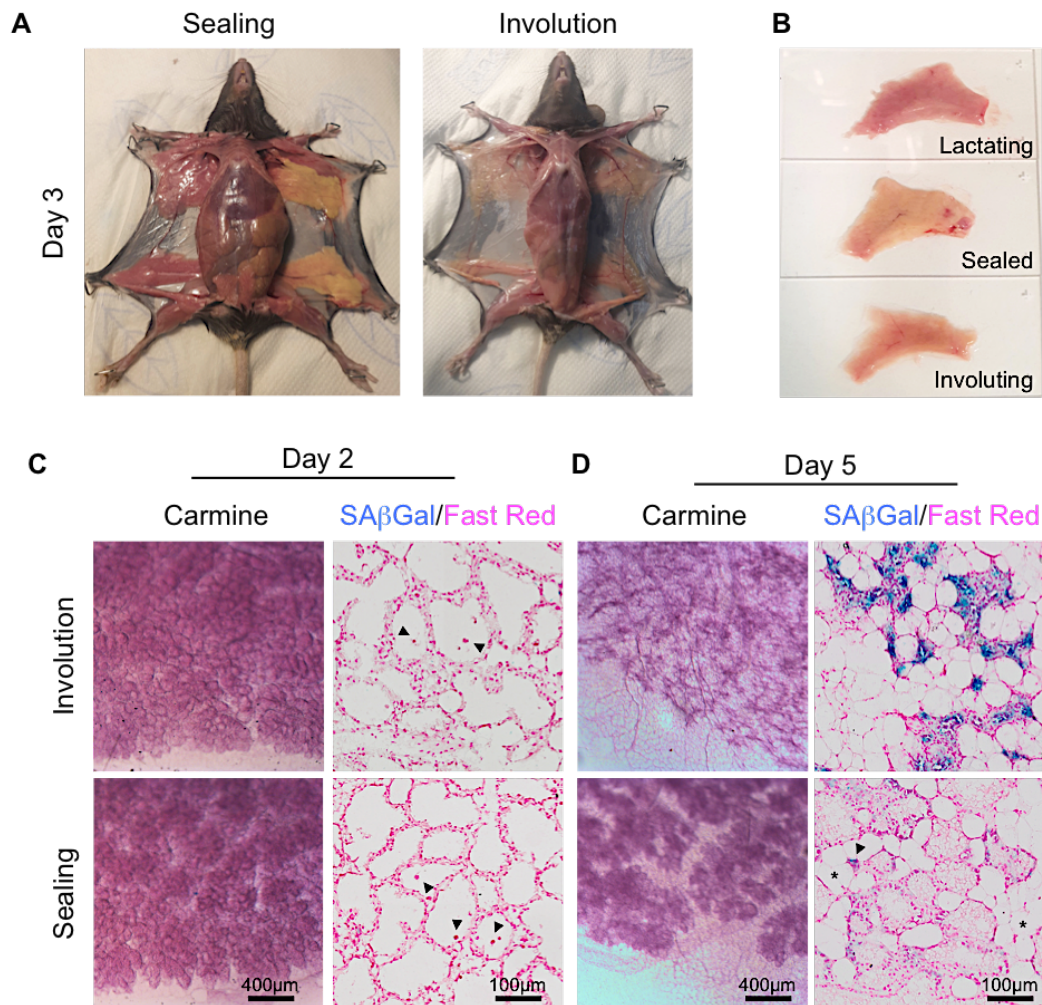 A
Sealing
Involution
B
Day 3
Lactating
Sealed
Involuting
C
Day 2
D
Day 5
Carmine
SAβGal/Fast Red
Carmine
SAβGal/Fast Red
Involution
Sealing
400µm
100µm
400µm
100µm